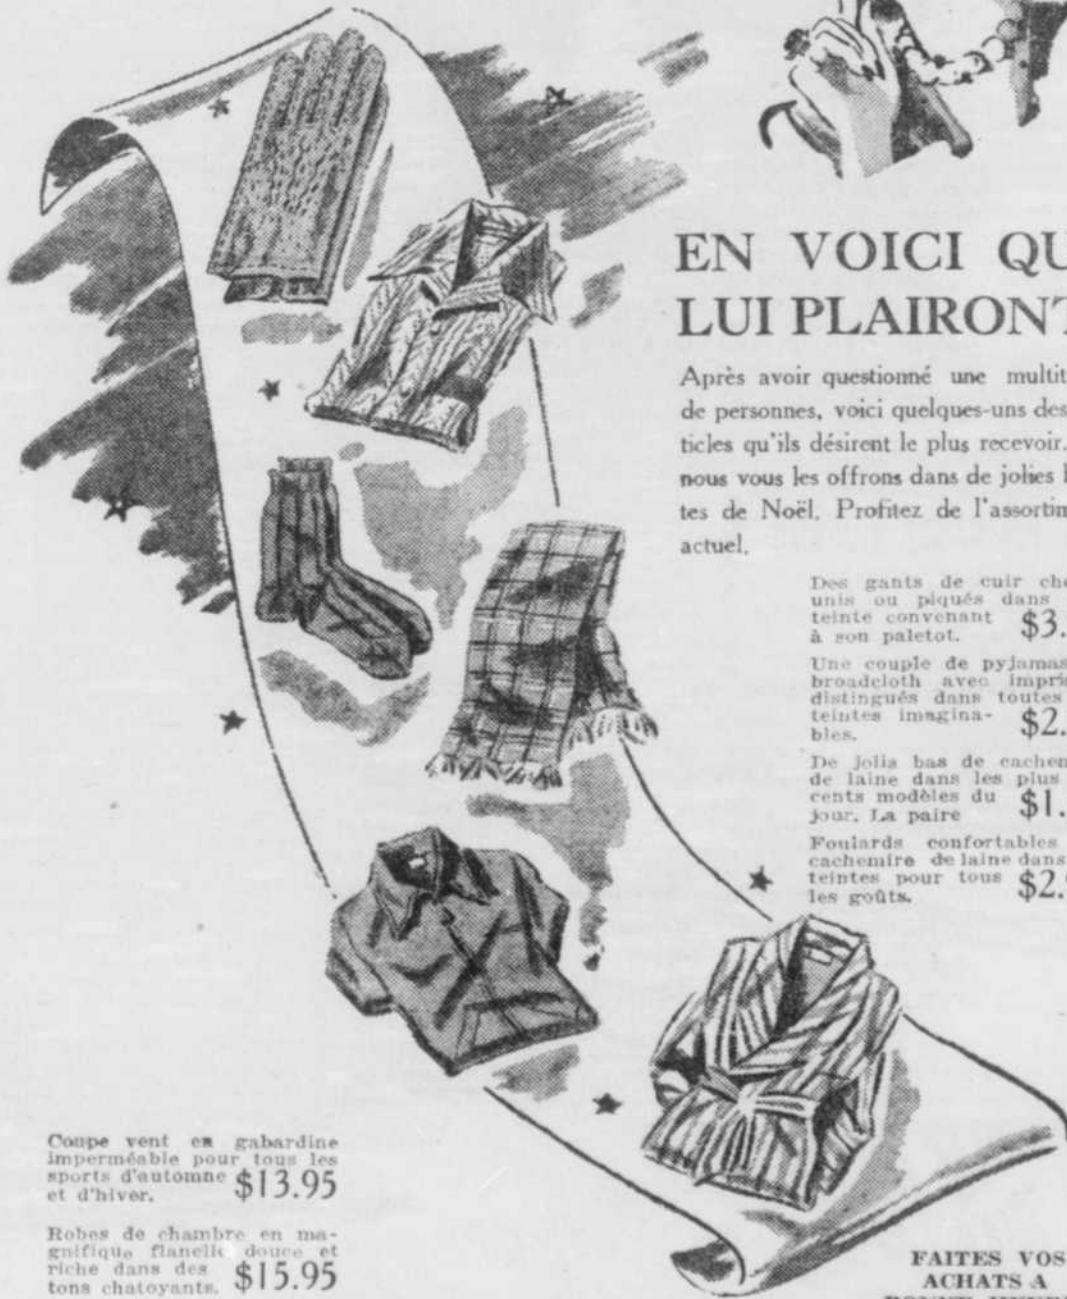 EN VOICI QU
LUI PLAIRONT
Après avoir questionné une multit
de personnes, voici quelques-uns des
ticles qu'ils désirent le plus recevoir.
nous vous les offrons dans de jolies
tes de Noël. Profitez de l'assortim
actuel.
Des gants de cuir che
unis ou piqués dans
teinte convenant $3.
à son paletot.
Une couple de pyjamas
broadcloth avec impri
distingués dans toutes
teintes imagina- $2.
bles.
De jolis bas de cachem
de laine dans les plus
cents modèles du $1.
jour. La paire
Foulards confortables
cachemire de laine dans
teintes pour tous $2.
les goûts.
Coupe vent en gabardine
imperméable pour tous les
sports d'automne $13.95
et d'hiver.
Robes de chambre en ma-
gnifique flanelle douce et
riche dans des $15.95
tons chatoyants.
FAITES VOS
ACHATS A